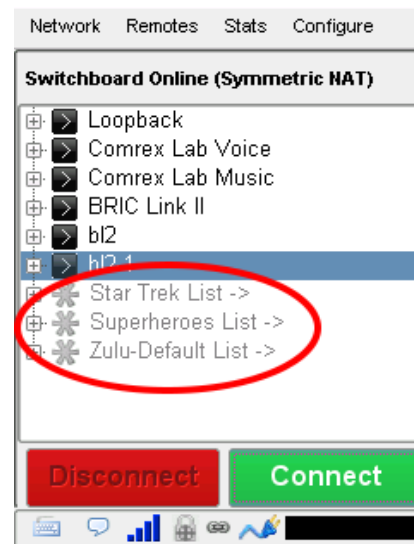 Network Remotes Stats Configure
Switchboard Online (Symmetric NAT)
Loopback
Comrex Lab Voice
Comrex Lab Music
BRIC Link II
bl2
bl2 1
Star Trek List ->
Superheroes List ->
Zulu-Default List ->
Disconnect Connect